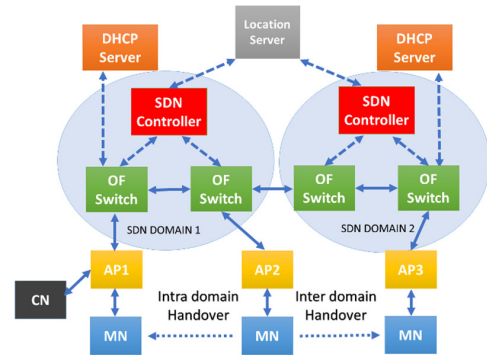 DHCP
Server
Location
Server
DHCP
Server
SDN
Controller
SDN
Controller
OF
Switch
OF
Switch
OF
Switch
OF
Switch
SDN DOMAIN 1
SDN DOMAIN 2
AP1
AP2
AP3
CN
Intra domain
Handover
Inter domain
Handover
MN
MN
MN